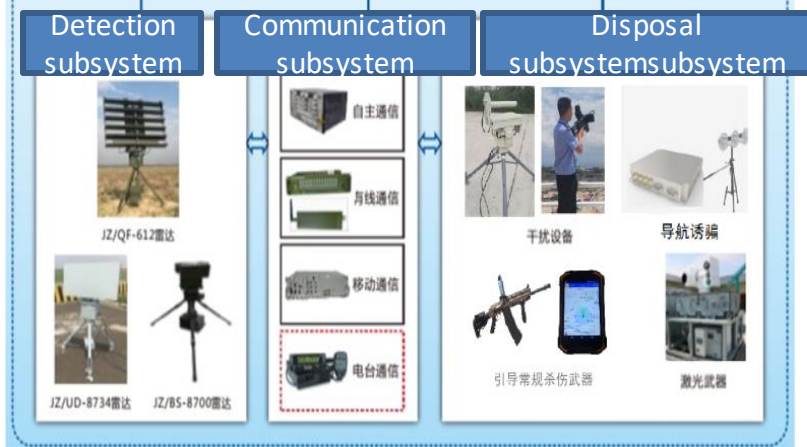 Detection
subsystem
Communication
subsystem
Disposal
subsystemsubsystem
JZ/QF-612雷达
JZ/UD-8734雷达
JZ/BS-8700雷达
自主通信
与线通信
移动通信
电台通信
干扰设备
导航诱骗
引导常规杀伤武器
激光武器